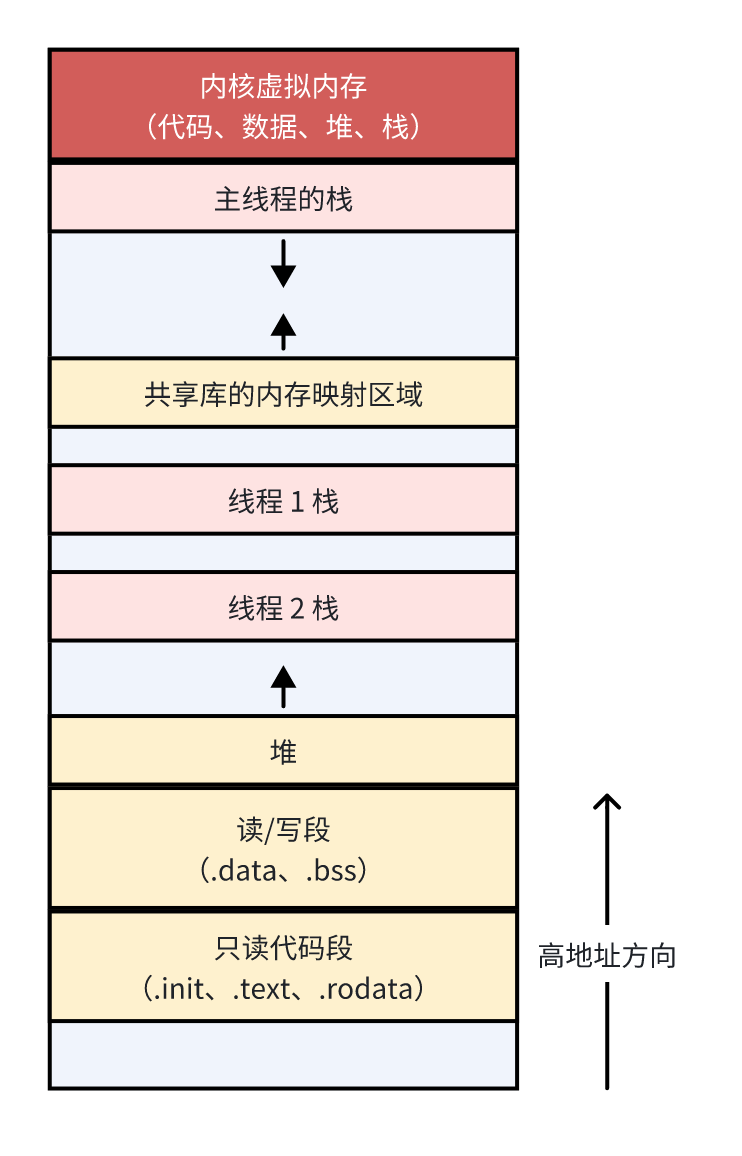 内核虚拟内存
（代码、数据、堆、栈）
主线程的栈
共享库的内存映射区域
线程 1 栈
线程 2 栈
堆
读/写段
（.data、.bss）
只读代码段
（.init、.text、.rodata）
高地址方向